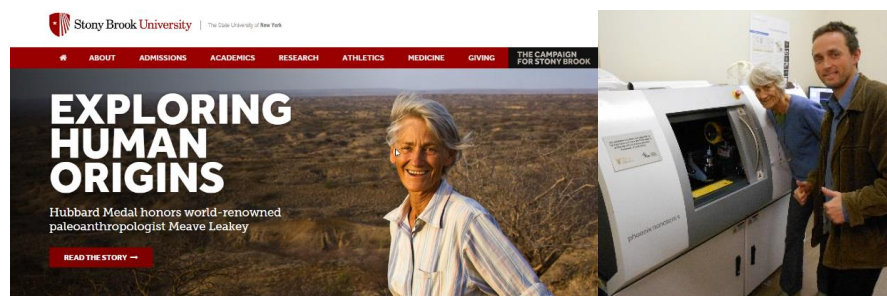 Stony Brook University
The State University of New York
ABOUT ADMISSIONS ACADEMICS RESEARCH ATHLETICS MEDICINE GIVING
THE CAMPAIGN
FOR STONY BROOK
EXPLORING
HUMAN
ORIGINS
Hubbard Medal honors world-renowned
paleoanthropologist Meave Leakey
READ THE STORY →